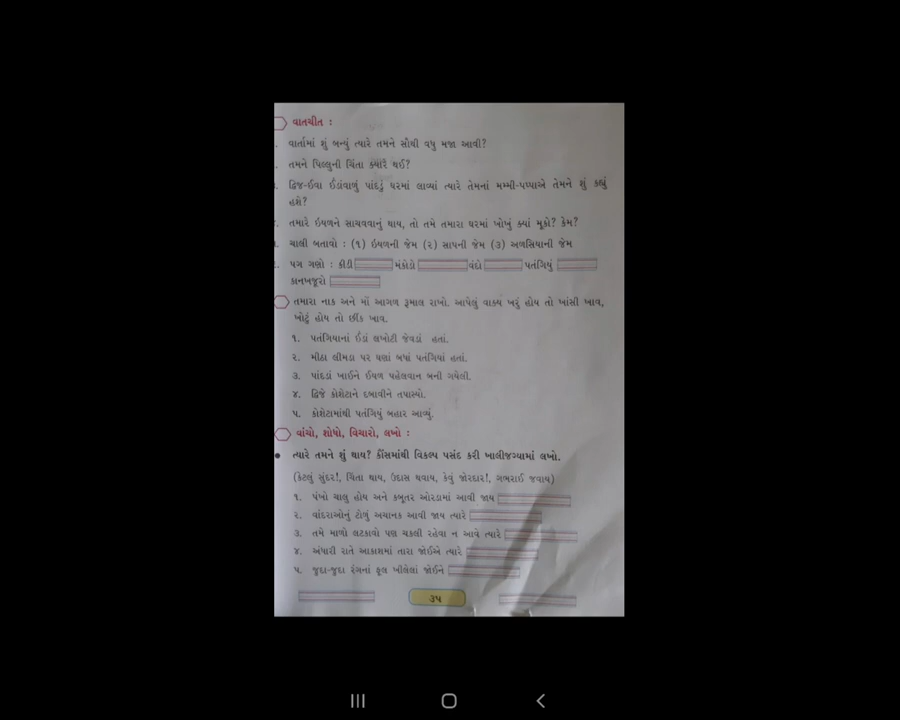 વાતચીત :
વાર્તામાં શું બન્યું ત્યારે તમને સૌથી વધુ મજા આવી?
તમને પિલ્લુની ચિંતા ક્યારે થઈ?
દ્વિજ-ઈવા ઈંડાંવાળું પાંદડું ઘરમાં લાવ્યાં ત્યારે તેમનાં મમ્મી-પપ્પાએ તેમને શું કહ્યું
હશે?
તમારે ઇયળને સાચવવાનું થાય, તો તમે તમારા ઘરમાં ખોખું ક્યાં મૂકો? કેમ?
ચાલી બતાવો : (૧) ઇયળની જેમ (૨) સાપની જેમ (૩) અળસિયાની જેમ
પગ ગણો : કીડી મંકોડો વંદો પતંગિયું
કાનખજૂરો
તમારા નાક અને મોં આગળ રૂમાલ રાખો. આપેલું વાક્ય ખરું હોય તો ખાંસી ખાવ,
ખોટું હોય તો છીંક ખાવ.
૧. પતંગિયાનાં ઈંડાં લખોટી જેવડાં હતાં.
૨. મીઠા લીમડા પર ઘણાં બધાં પતંગિયાં હતાં.
૩. પાંદડાં ખાઈને ઇયળ પહેલવાન બની ગયેલી.
૪. દ્વિજે કોશેટાને દબાવીને તપાસ્યો.
૫. કોશેટામાંથી પતંગિયું બહાર આવ્યું.
વાંચો, શોધો, વિચારો, લખો :
• ત્યારે તમને શું થાય? કૌંસમાંથી વિકલ્પ પસંદ કરી ખાલીજગ્યામાં લખો.
(કેટલું સુંદર!, ચિંતા થાય, ઉદાસ થવાય, કેવું જોરદાર!, ગભરાઈ જવાય)
૧. પંખો ચાલુ હોય અને કબૂતર ઓરડામાં આવી જાય
૨. વાંદરાઓનું ટોળું અચાનક આવી જાય ત્યારે
૩. તમે માળો લટકાવો પણ ચકલી રહેવા ન આવે ત્યારે
૪. અંધારી રાતે આકાશમાં તારા જોઈએ ત્યારે
૫. જુદા-જુદા રંગનાં ફૂલ ખીલેલાં જોઈને
૩૫